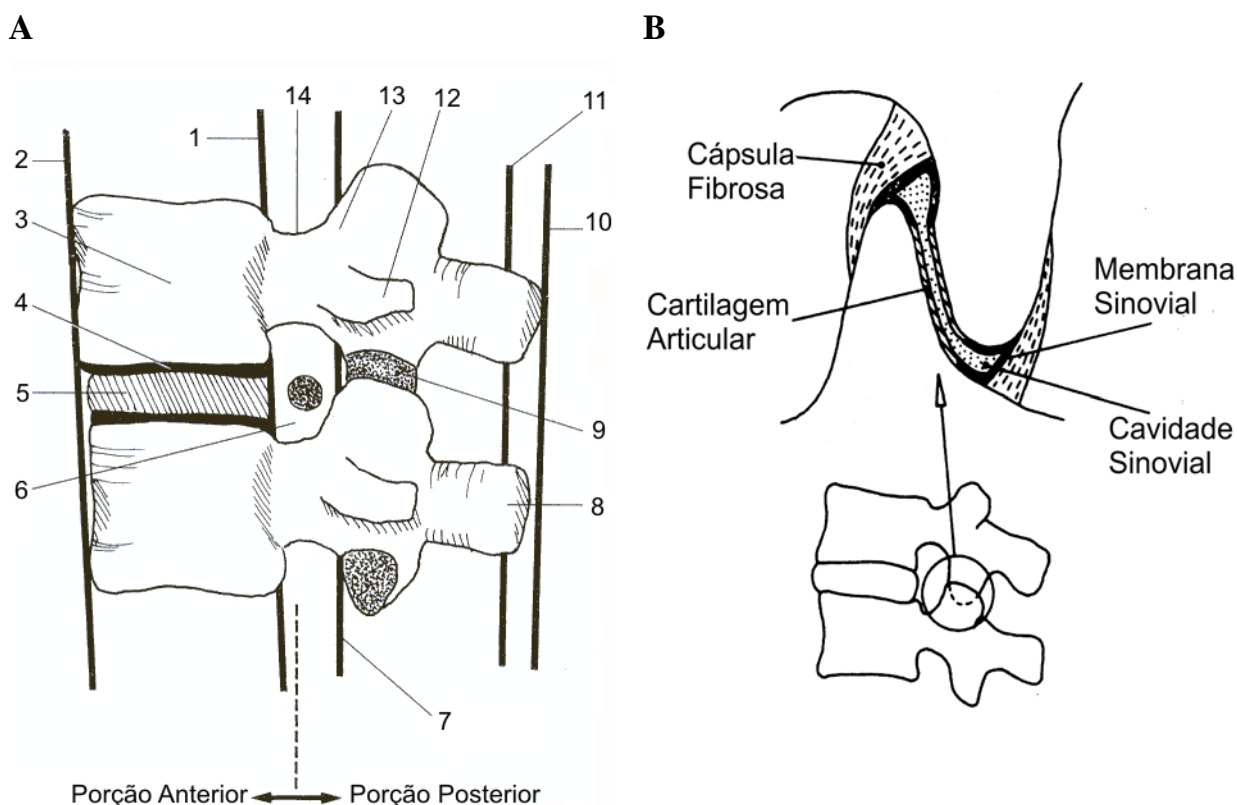 A
B
14
13
12
11
1
2
10
3
4
5
9
6
8
7
Porção Anterior
Porção Posterior
Cápsula
Fibrosa
Cartilagem
Articular
Membrana
Sinovial
Cavidade
Sinovial